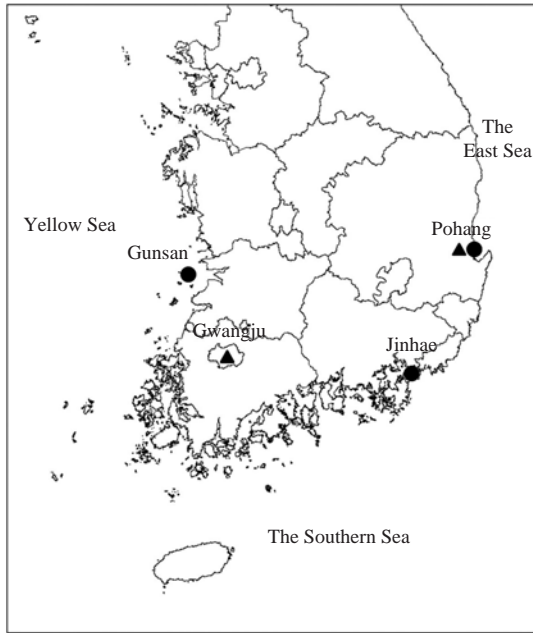 The
East Sea
Yellow Sea
Pohang
Gunsan
Gwangju
Jinhae
The Southern Sea